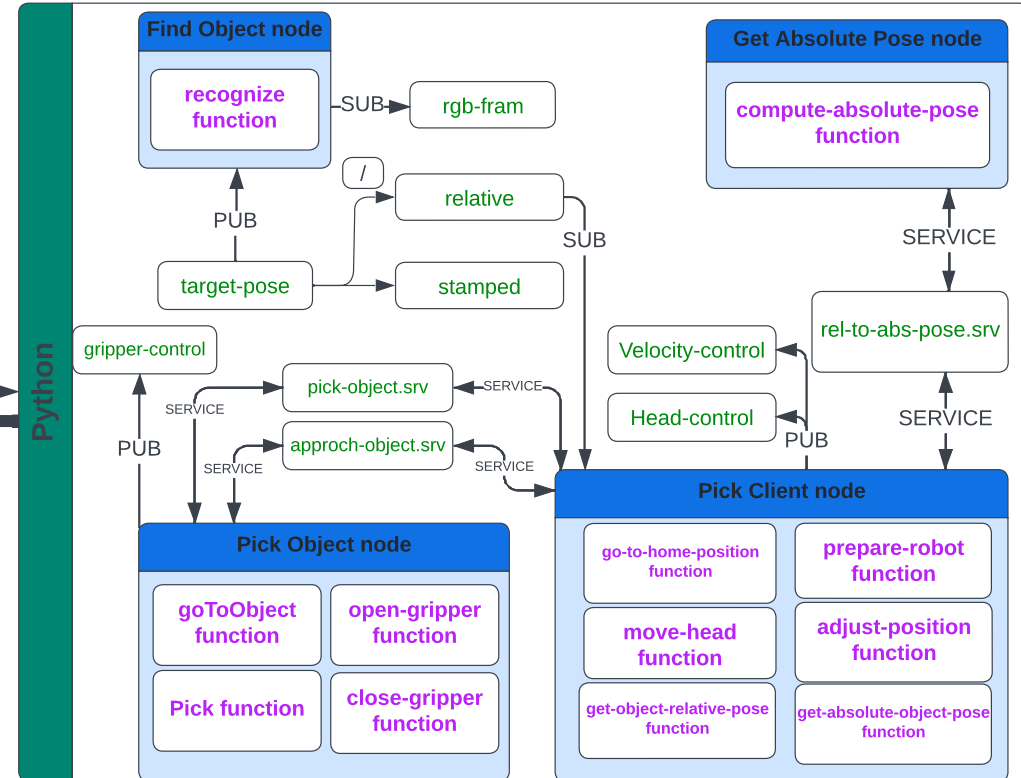 Python
Find Object node
recognize
function
SUB
rgb-fram
/
PUB
relative
SUB
target-pose
stamped
Get Absolute Pose node
compute-absolute-pose
function
SERVICE
rel-to-abs-pose.srv
SERVICE
gripper-control
PUB
SERVICE
pick-object.srv
SERVICE
SERVICE
approch-object.srv
SERVICE
Velocity-control
Head-control
PUB
Pick Object node
goToObject
function
open-gripper
function
Pick function
close-gripper
function
Pick Client node
go-to-home-position
function
prepare-robot
function
move-head
function
adjust-position
function
get-object-relative-pose
function
get-absolute-object-pose
function